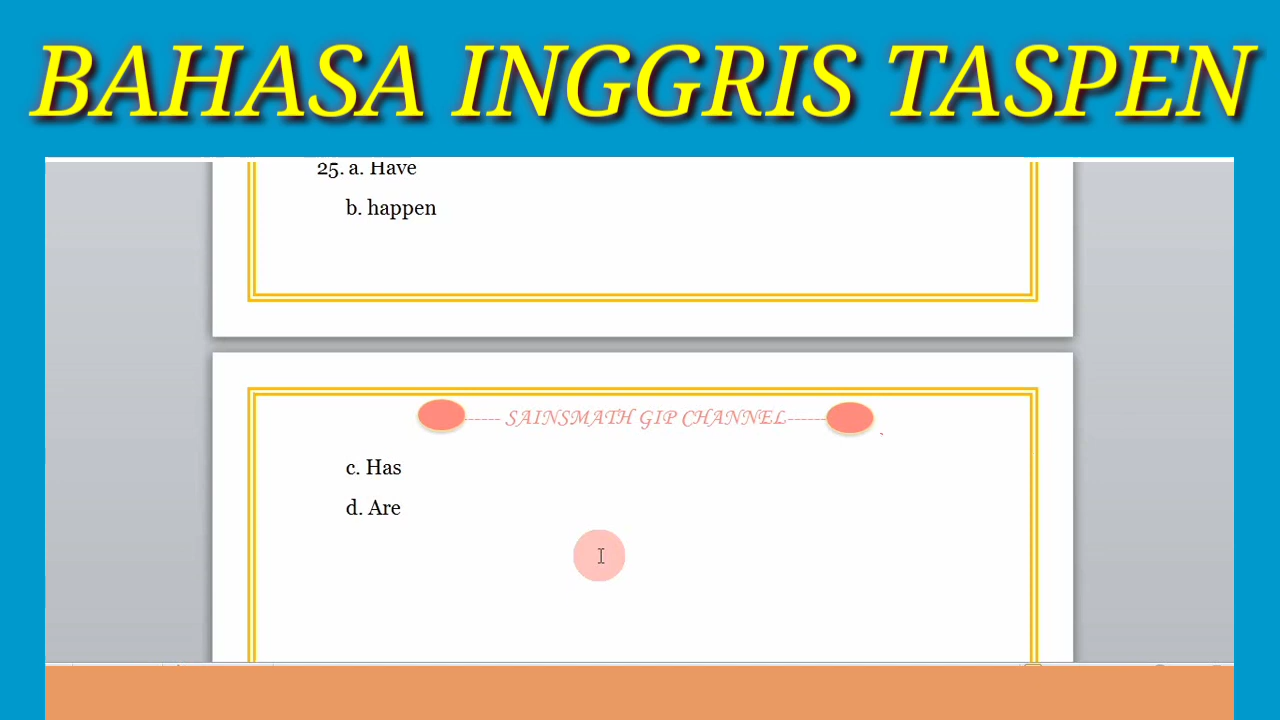 BAHASA INGGRIS TASPEN
25. a. Have
b. happen
------ SAINSMATH GIP CHANNEL------
c. Has
d. Are